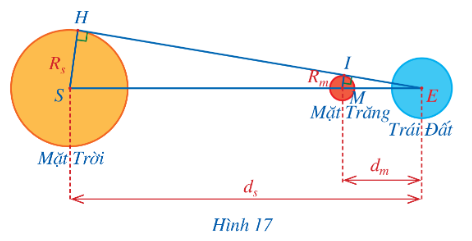 H
R_s
S
Mặt Trời
I
R_m
M
Mặt Trăng
E
Trái Đất
d_m
d_s
Hình 17